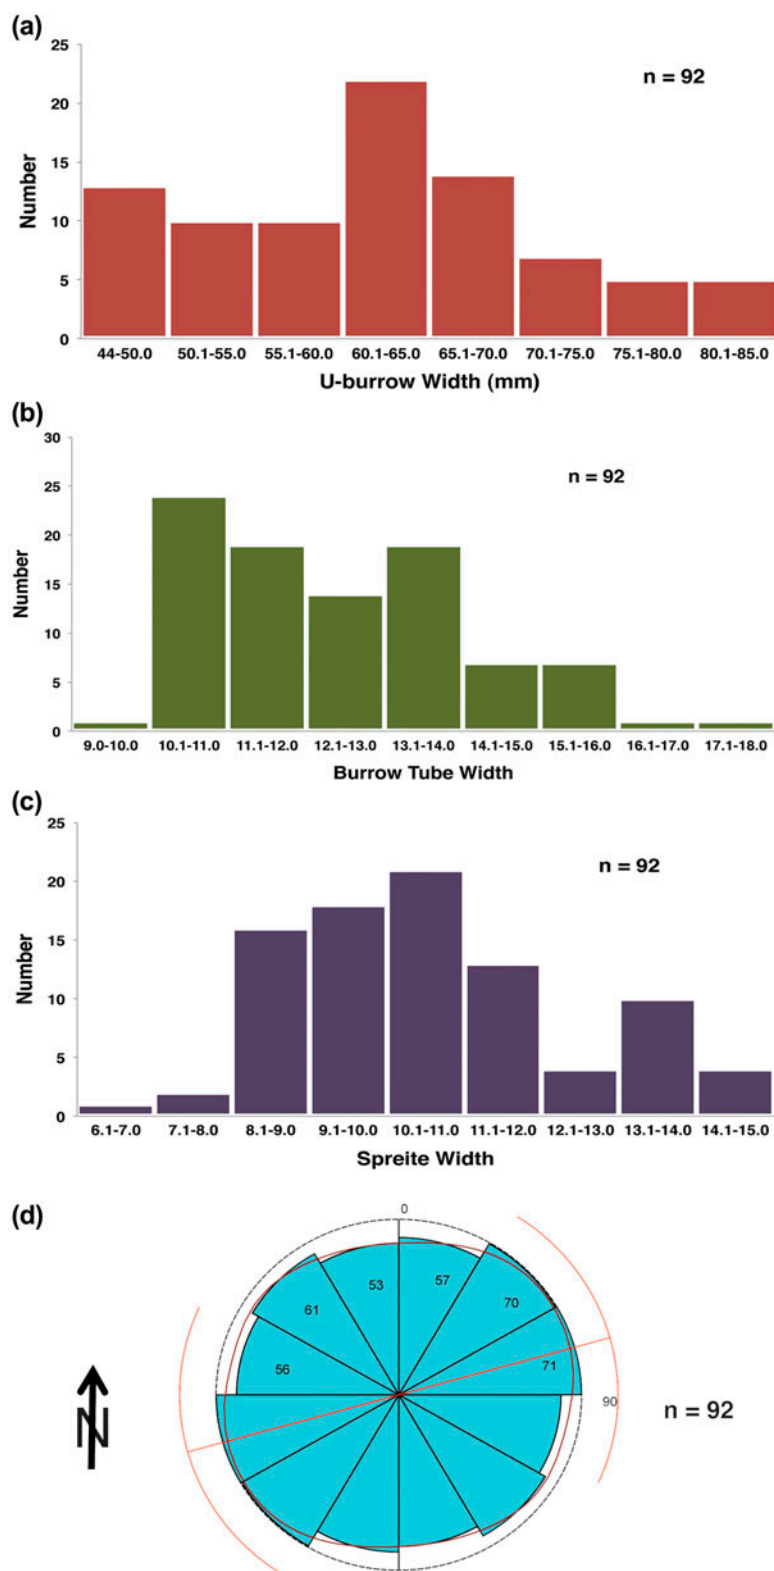 (a)
25
20
15
10
5
0
Number
n = 92
44-50.0 50.1-55.0 55.1-60.0 60.1-65.0 65.1-70.0 70.1-75.0 75.1-80.0 80.1-85.0
U-burrow Width (mm)
(b)
30
25
20
15
10
5
0
Number
n = 92
9.0-10.0 10.1-11.0 11.1-12.0 12.1-13.0 13.1-14.0 14.1-15.0 15.1-16.0 16.1-17.0 17.1-18.0
Burrow Tube Width
(c)
25
20
15
10
5
0
Number
n = 92
6.1-7.0 7.1-8.0 8.1-9.0 9.1-10.0 10.1-11.0 11.1-12.0 12.1-13.0 13.1-14.0 14.1-15.0
Spreite Width
(d)
0
53 57
61 70
56 71
90
N
n = 92